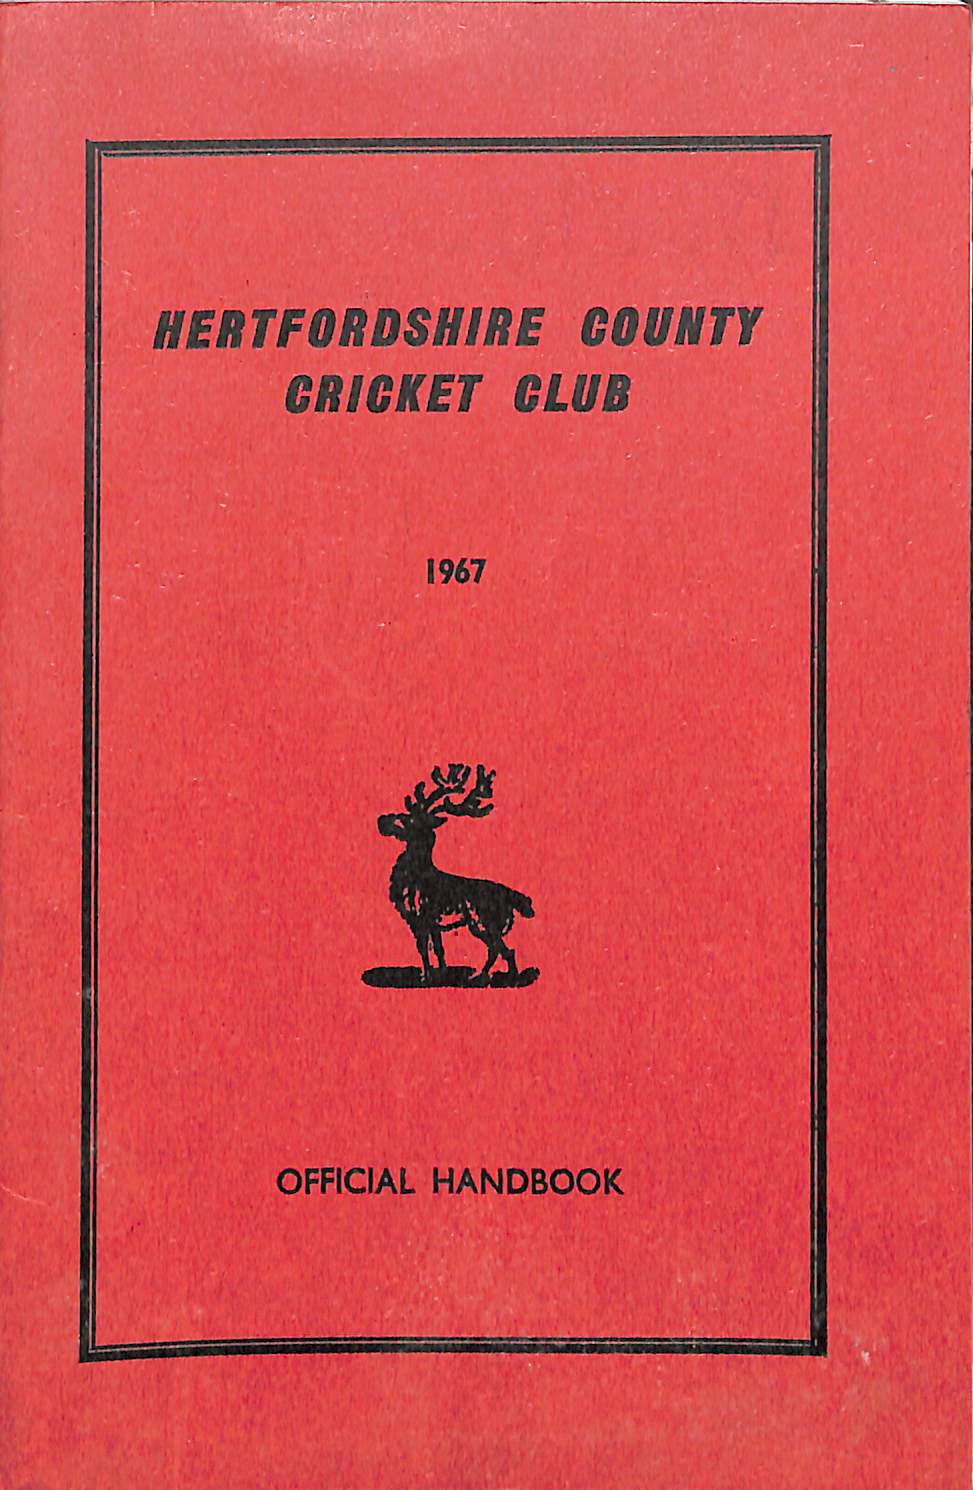 HERTFORDSHIRE COUNTY
CRICKET CLUB
1967
OFFICIAL HANDBOOK